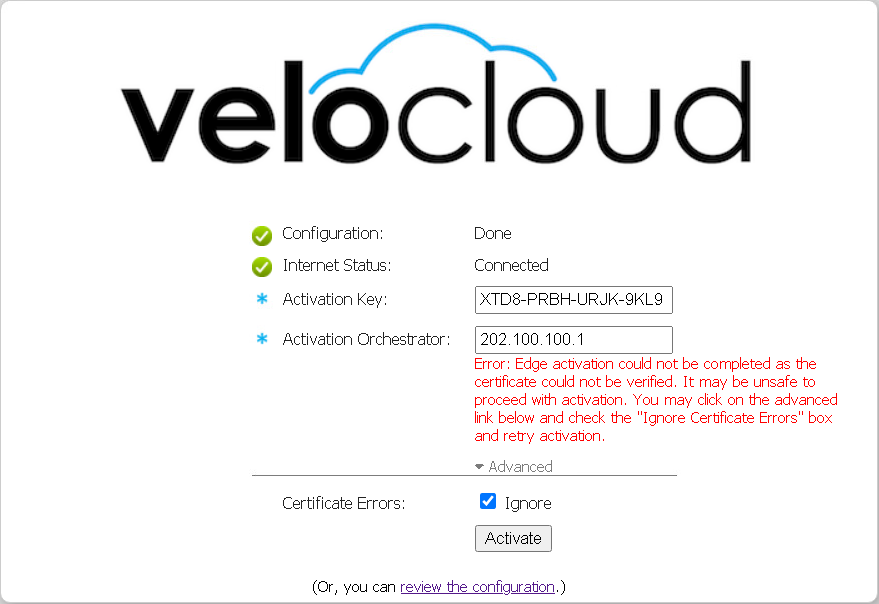 velocloud
Configuration: Done
Internet Status: Connected
* Activation Key: XTD8-PRBH-URJK-9KL9
* Activation Orchestrator: 202.100.100.1
Error: Edge activation could not be completed as the
certificate could not be verified. It may be unsafe to
proceed with activation. You may click on the advanced
link below and check the "Ignore Certificate Errors" box
and retry activation.
Advanced
Certificate Errors: Ignore
Activate
(Or, you can review the configuration.)